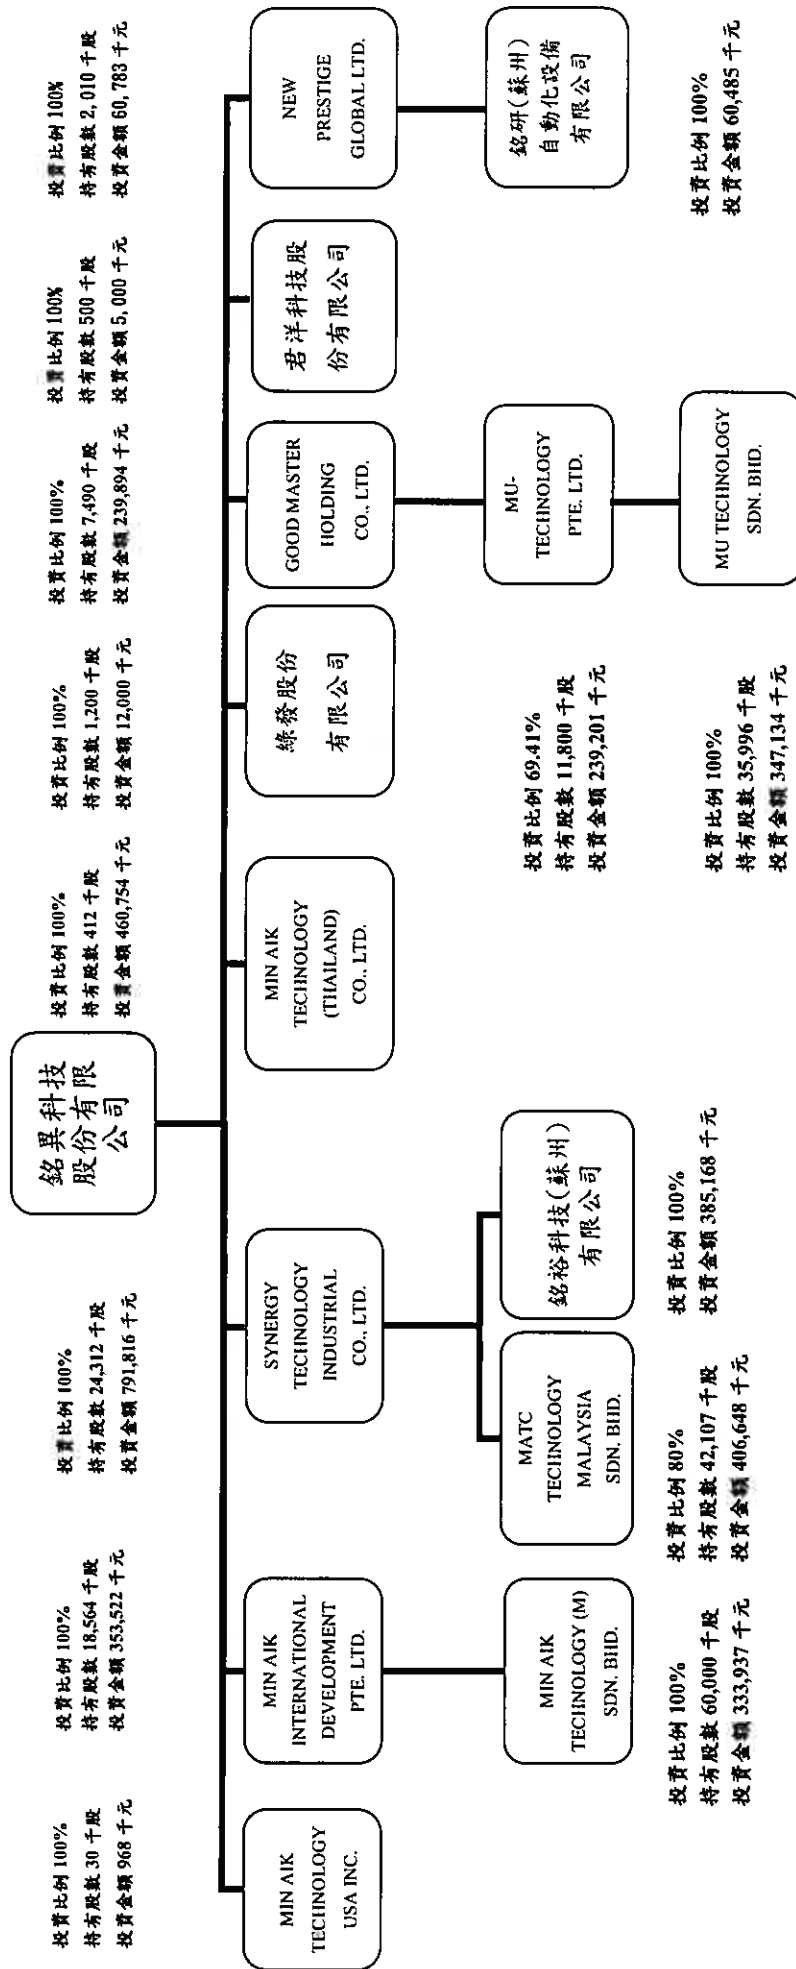 銘異科技
股份有限
公司
投資比例 100%
持有股數 30 千股
投資金額 968 千元
投資比例 100%
持有股數 18,564 千股
投資金額 353,522 千元
投資比例 100%
持有股數 24,312 千股
投資金額 791,816 千元
投資比例 100%
持有股數 412 千股
投資金額 460,754 千元
投資比例 100%
持有股數 1,200 千股
投資金額 12,000 千元
投資比例 100%
持有股數 7,490 千股
投資金額 239,894 千元
投資比例 100%
持有股數 500 千股
投資金額 5,000 千元
投資比例 100%
持有股數 2,010 千股
投資金額 60,783 千元
MIN AIK
TECHNOLOGY
USA INC.
MIN AIK
INTERNATIONAL
DEVELOPMENT
PTE. LTD.
SYNERGY
TECHNOLOGY
INDUSTRIAL
CO., LTD.
MIN AIK
TECHNOLOGY
(THAILAND)
CO., LTD.
綠發股份
有限公司
GOOD MASTER
HOLDING
CO., LTD.
君洋科技股
份有限公司
NEW
PRESTIGE
GLOBAL LTD.
MIN AIK
TECHNOLOGY (M)
SDN. BHD.
MATC
TECHNOLOGY
MALAYSIA
SDN. BHD.
銘裕科技(蘇州)
有限公司
投資比例 69.41%
持有股數 11,800 千股
投資金額 239,201 千元
MU-
TECHNOLOGY
PTE. LTD.
銘研(蘇州)
自動化設備
有限公司
投資比例 100%
持有股數 60,000 千股
投資金額 333,937 千元
投資比例 80%
持有股數 42,107 千股
投資金額 406,648 千元
投資比例 100%
投資金額 385,168 千元
投資比例 100%
持有股數 35,996 千股
投資金額 347,134 千元
MU TECHNOLOGY
SDN. BHD.
投資比例 100%
投資金額 60,485 千元